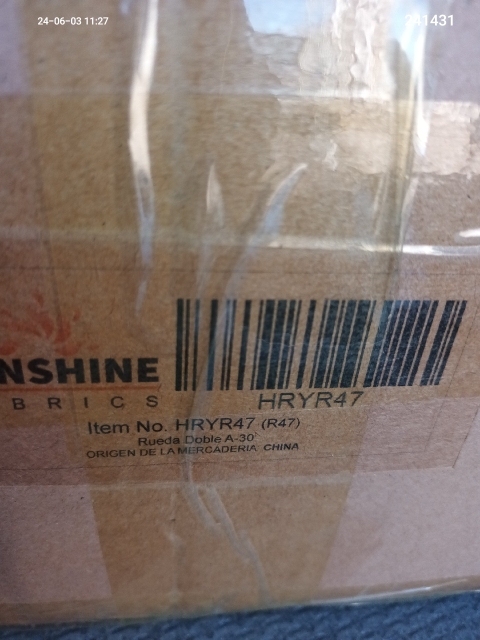 24-06-03 11:27
241431
NSHINE
BRICS
HRYR47
Item No. HRYR47 (R47)
Rueda Doble A-30'
ORIGEN DE LA MERCADERIA CHINA